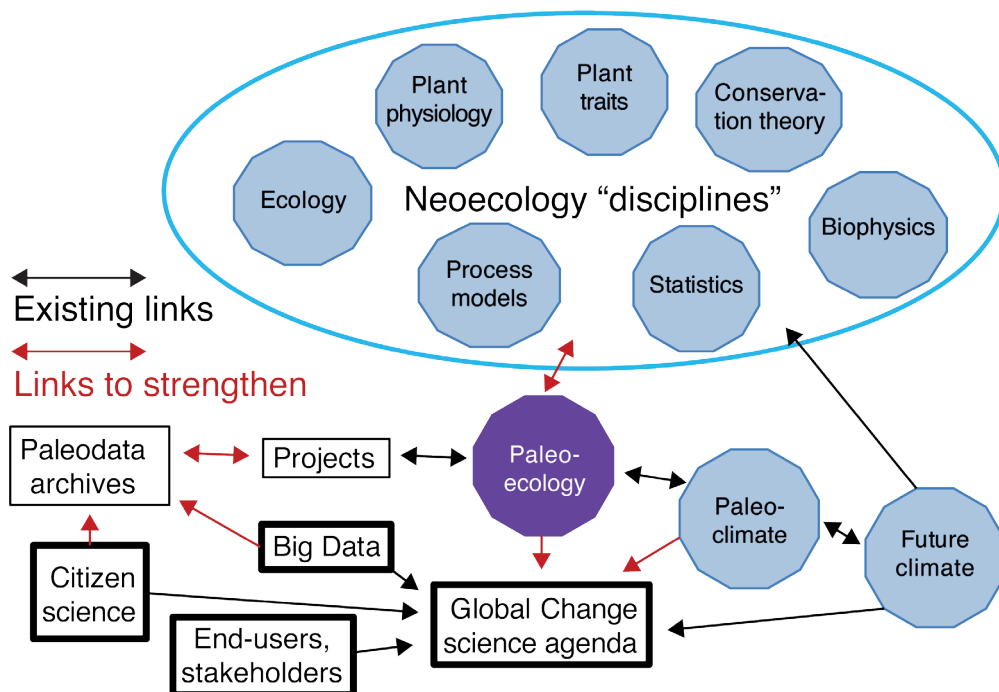 Plant
physiology
Plant
traits
Conserva-
tion theory
Ecology
Neoecology “disciplines”
Biophysics
Process
models
Statistics
Existing links
Links to strengthen
Paleodata
archives
Projects
Paleo-
ecology
Paleo-
climate
Future
climate
Big Data
Citizen
science
Global Change
science agenda
End-users,
stakeholders